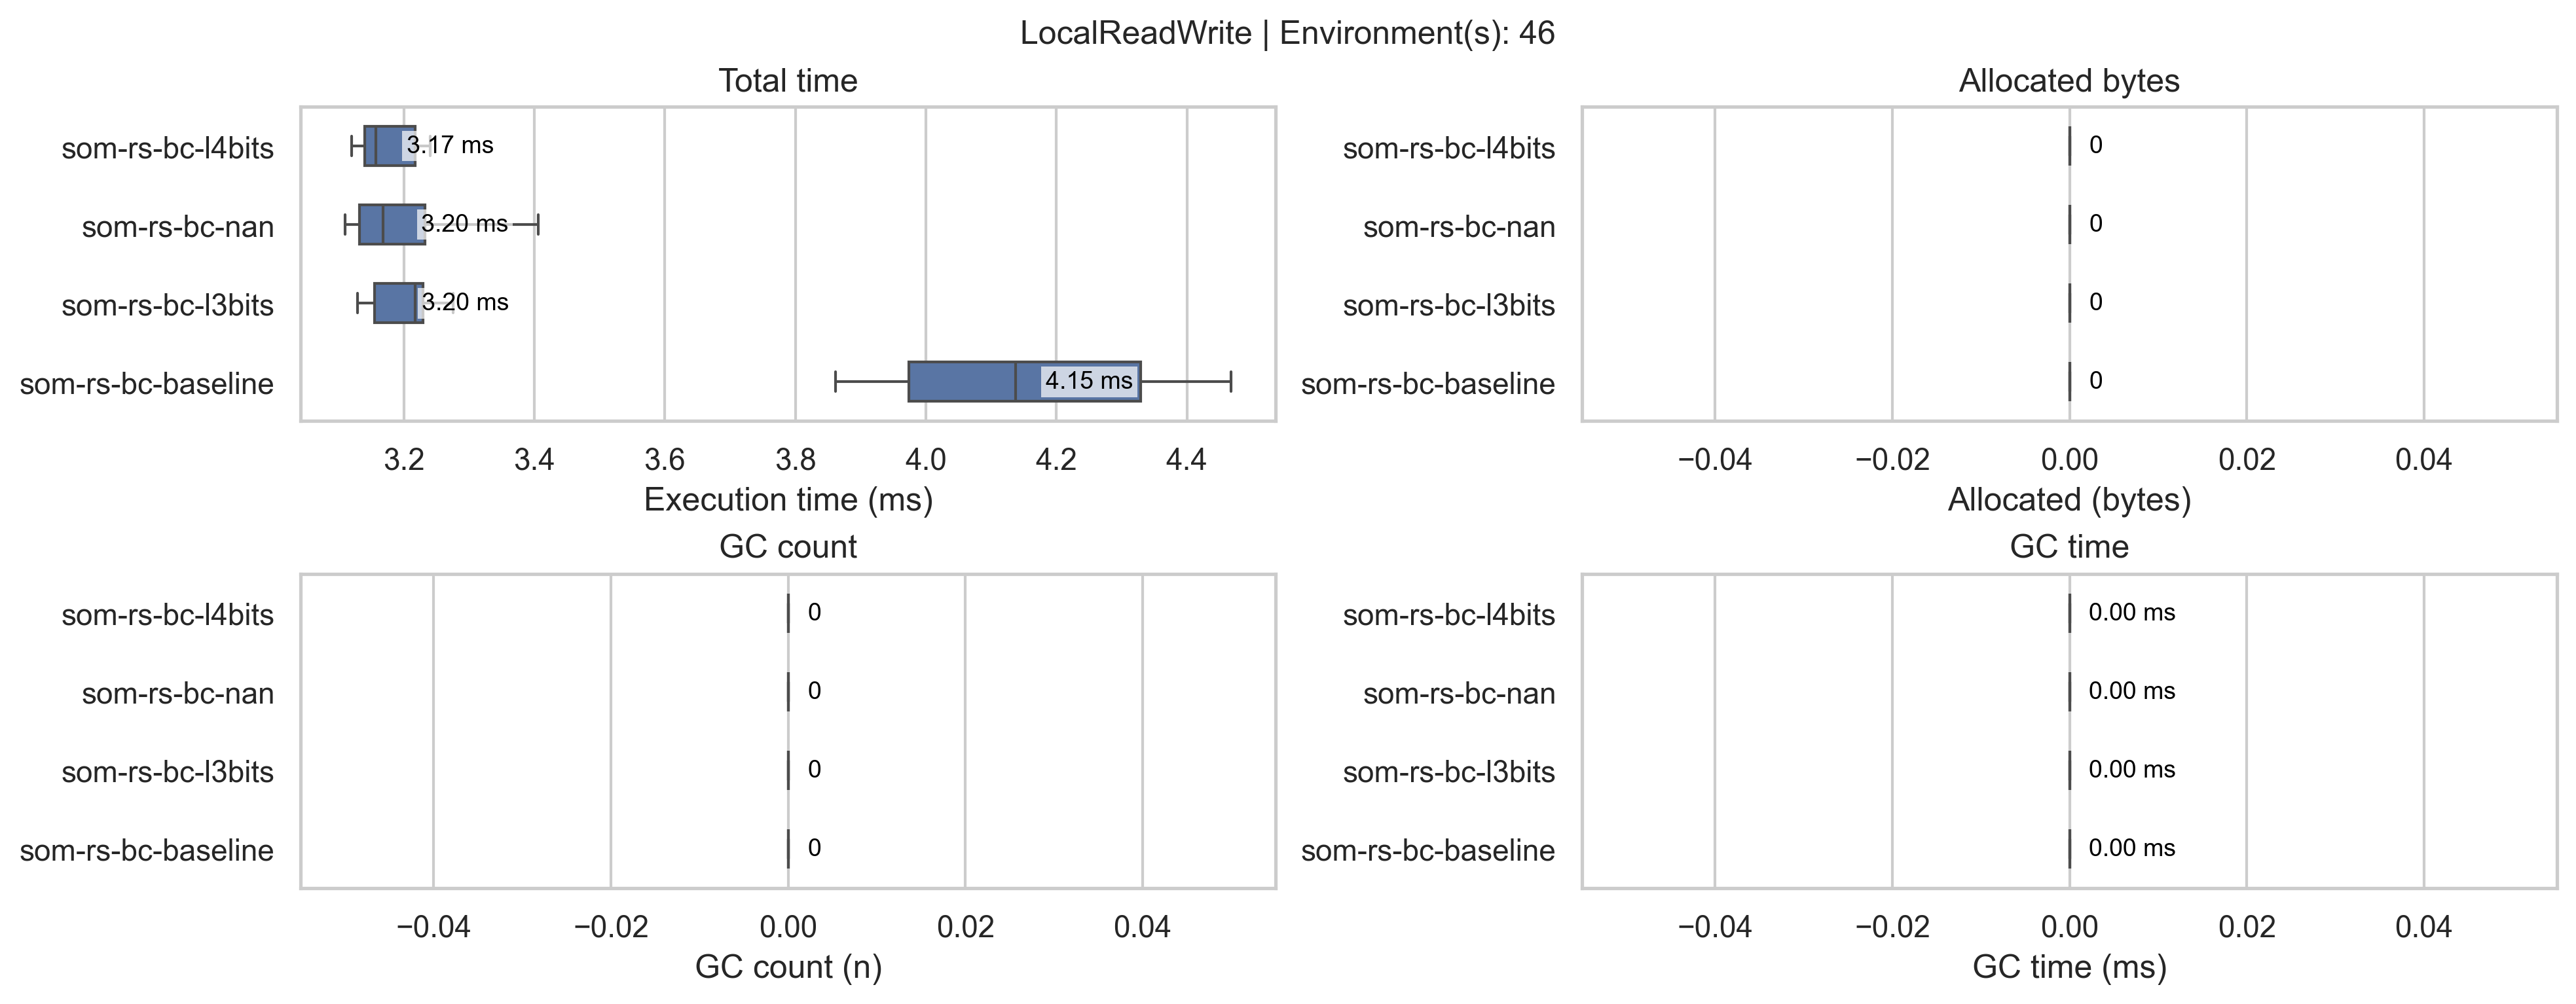 LocalReadWrite | Environment(s): 46
Total time
som-rs-bc-l4bits
3.17 ms
som-rs-bc-nan
3.20 ms
som-rs-bc-l3bits
3.20 ms
som-rs-bc-baseline
4.15 ms
3.2 3.4 3.6 3.8 4.0 4.2 4.4
Execution time (ms)
Allocated bytes
som-rs-bc-l4bits
0
som-rs-bc-nan
0
som-rs-bc-l3bits
0
som-rs-bc-baseline
0
−0.04 −0.02 0.00 0.02 0.04
Allocated (bytes)
GC count
som-rs-bc-l4bits
0
som-rs-bc-nan
0
som-rs-bc-l3bits
0
som-rs-bc-baseline
0
−0.04 −0.02 0.00 0.02 0.04
GC count (n)
GC time
som-rs-bc-l4bits
0.00 ms
som-rs-bc-nan
0.00 ms
som-rs-bc-l3bits
0.00 ms
som-rs-bc-baseline
0.00 ms
−0.04 −0.02 0.00 0.02 0.04
GC time (ms)